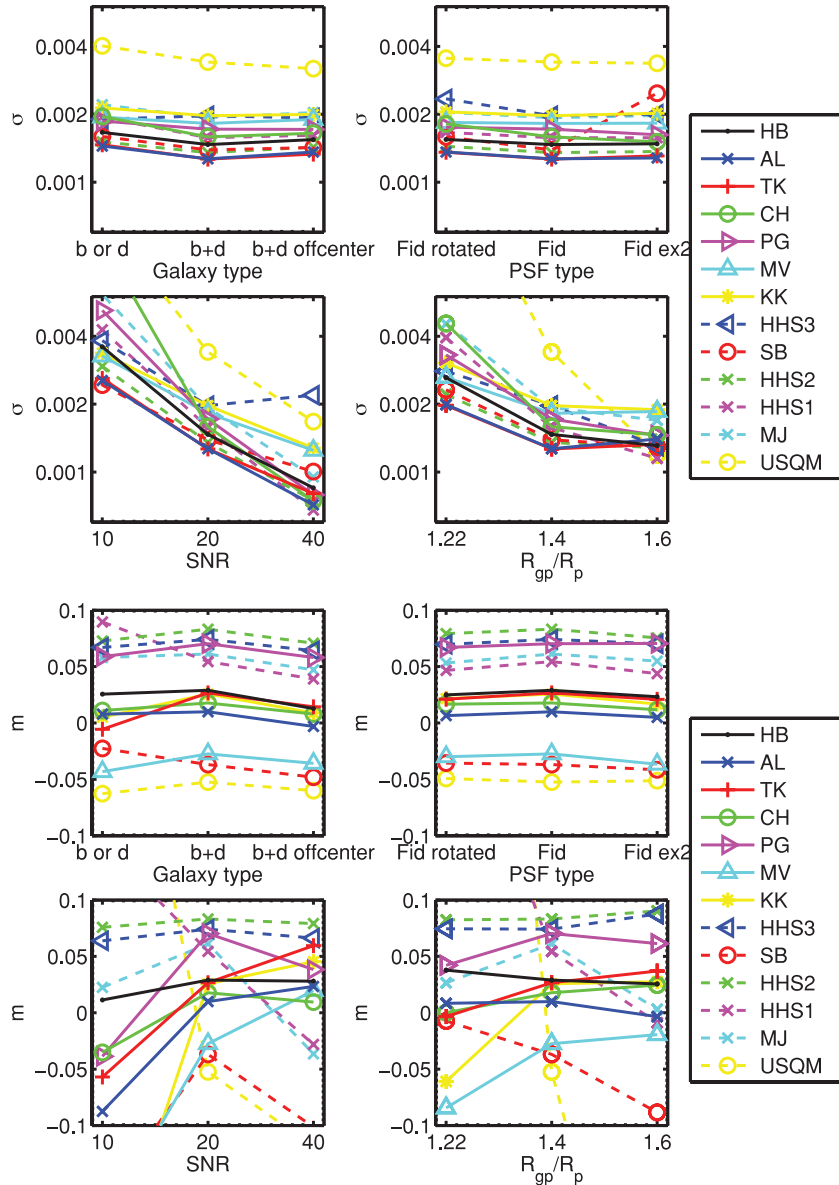 0.004
0.002
0.001
σ
b or d b+d b+d offcenter
Galaxy type
0.004
0.002
0.001
σ
Fid rotated Fid Fid ex2
PSF type
0.004
0.002
0.001
σ
10 20 40
SNR
0.004
0.002
0.001
σ
1.22 1.4 1.6
R_gp/R_p
HB
AL
TK
CH
PG
MV
KK
HHS3
SB
HHS2
HHS1
MJ
USQM
0.1
0.05
0
−0.05
−0.1
m
b or d b+d b+d offcenter
Galaxy type
0.1
0.05
0
−0.05
−0.1
m
Fid rotated Fid Fid ex2
PSF type
0.1
0.05
0
−0.05
−0.1
m
10 20 40
SNR
0.1
0.05
0
−0.05
−0.1
m
1.22 1.4 1.6
R_gp/R_p
HB
AL
TK
CH
PG
MV
KK
HHS3
SB
HHS2
HHS1
MJ
USQM